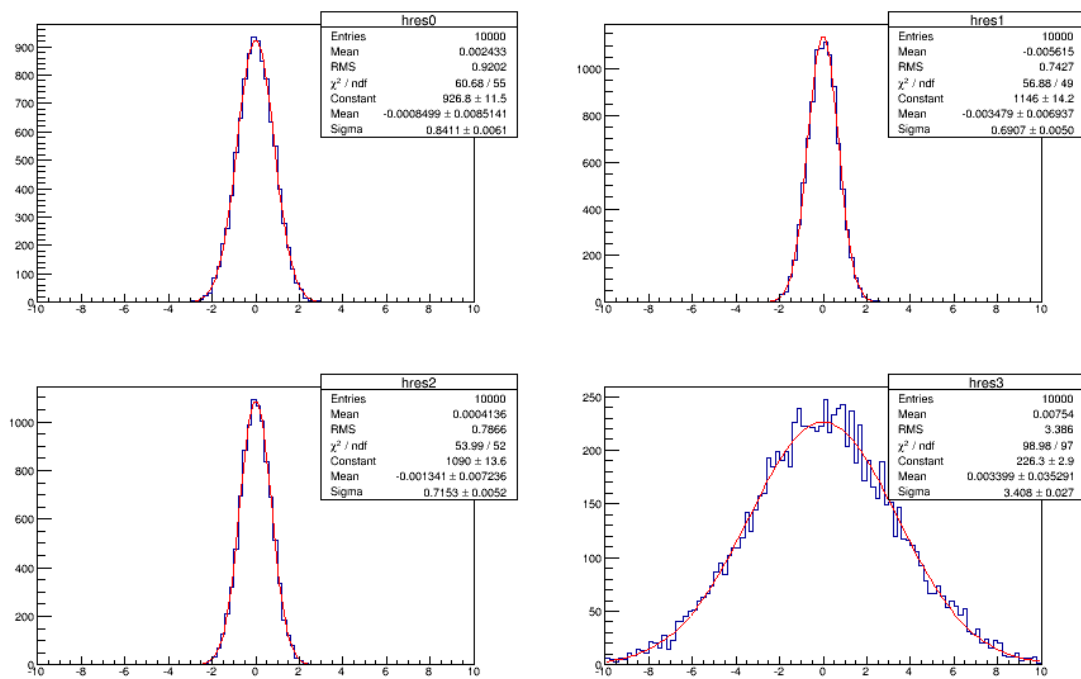 hres0
Entries 10000
Mean 0.002433
RMS 0.9202
χ² / ndf 60.68 / 55
Constant 926.8 ± 11.5
Mean -0.0008499 ± 0.0085141
Sigma 0.8411 ± 0.0061
900
800
700
600
500
400
300
200
100
0
-10 -8 -6 -4 -2 0 2 4 6 8 10
hres1
Entries 10000
Mean -0.005615
RMS 0.7427
χ² / ndf 56.88 / 49
Constant 1146 ± 14.2
Mean -0.003479 ± 0.006937
Sigma 0.6907 ± 0.0050
1000
800
600
400
200
0
-10 -8 -6 -4 -2 0 2 4 6 8 10
hres2
Entries 10000
Mean 0.0004136
RMS 0.7866
χ² / ndf 53.99 / 52
Constant 1090 ± 13.6
Mean -0.001341 ± 0.007236
Sigma 0.7153 ± 0.0052
1000
800
600
400
200
0
-10 -8 -6 -4 -2 0 2 4 6 8 10
hres3
Entries 10000
Mean 0.00754
RMS 3.386
χ² / ndf 98.98 / 97
Constant 226.3 ± 2.9
Mean 0.003399 ± 0.035291
Sigma 3.408 ± 0.027
250
200
150
100
50
0
-10 -8 -6 -4 -2 0 2 4 6 8 10